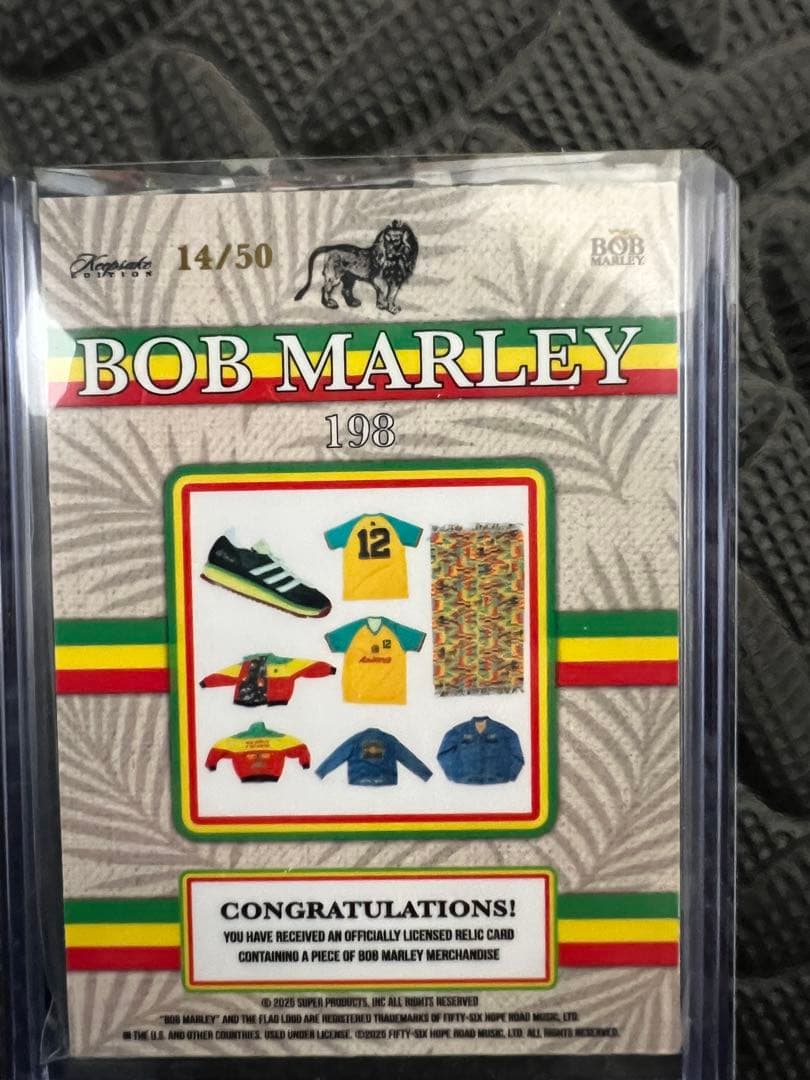 Keepsake
EDITION
14/50
BOB
MARLEY
BOB MARLEY
198
12
12
CONGRATULATIONS!
YOU HAVE RECEIVED AN OFFICIALLY LICENSED RELIC CARD
CONTAINING A PIECE OF BOB MARLEY MERCHANDISE
© 2025 SUPER PRODUCTS, INC ALL RIGHTS RESERVED
"BOB MARLEY" AND THE FLAG LOGO ARE REGISTERED TRADEMARKS OF FIFTY-SIX HOPE ROAD MUSIC, LTD.
IN THE U.S. AND OTHER COUNTRIES. USED UNDER LICENSE. ©2025 FIFTY-SIX HOPE ROAD MUSIC, LTD. ALL RIGHTS RESERVED.